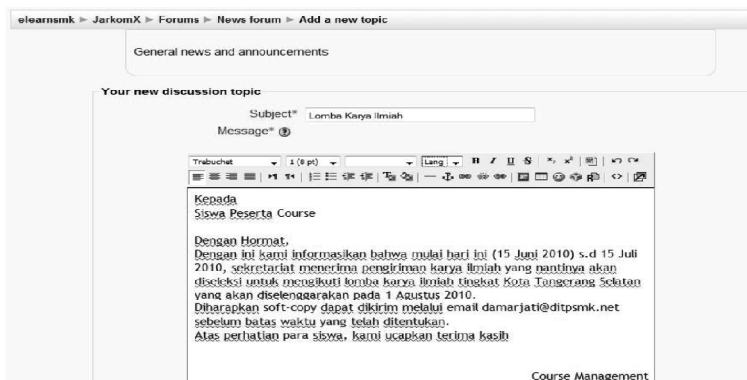 elearnsmk ► JarkomX ► Forums ► News forum ► Add a new topic
General news and announcements
Your new discussion topic
Subject* Lomba Karya Ilmiah
Message*
Trebuchet 1 (8 pt) Lang B I U S
Kepada
Siswa Peserta Course
Dengan Hormat,
Dengan ini kami informasikan bahwa mulai hari ini (15 Juni 2010) s.d 15 Juli
2010, sekretariat menerima pengiriman karya ilmiah yang nantinya akan
diseleksi untuk mengikuti lomba karya ilmiah tingkat Kota Tangerang Selatan
yang akan diselenggarakan pada 1 Agustus 2010.
Diharapkan soft-copy dapat dikirim melalui email damarjati@ditpsmk.net
sebelum batas waktu yang telah ditentukan.
Atas perhatian para siswa, kami ucapkan terima kasih
Course Management